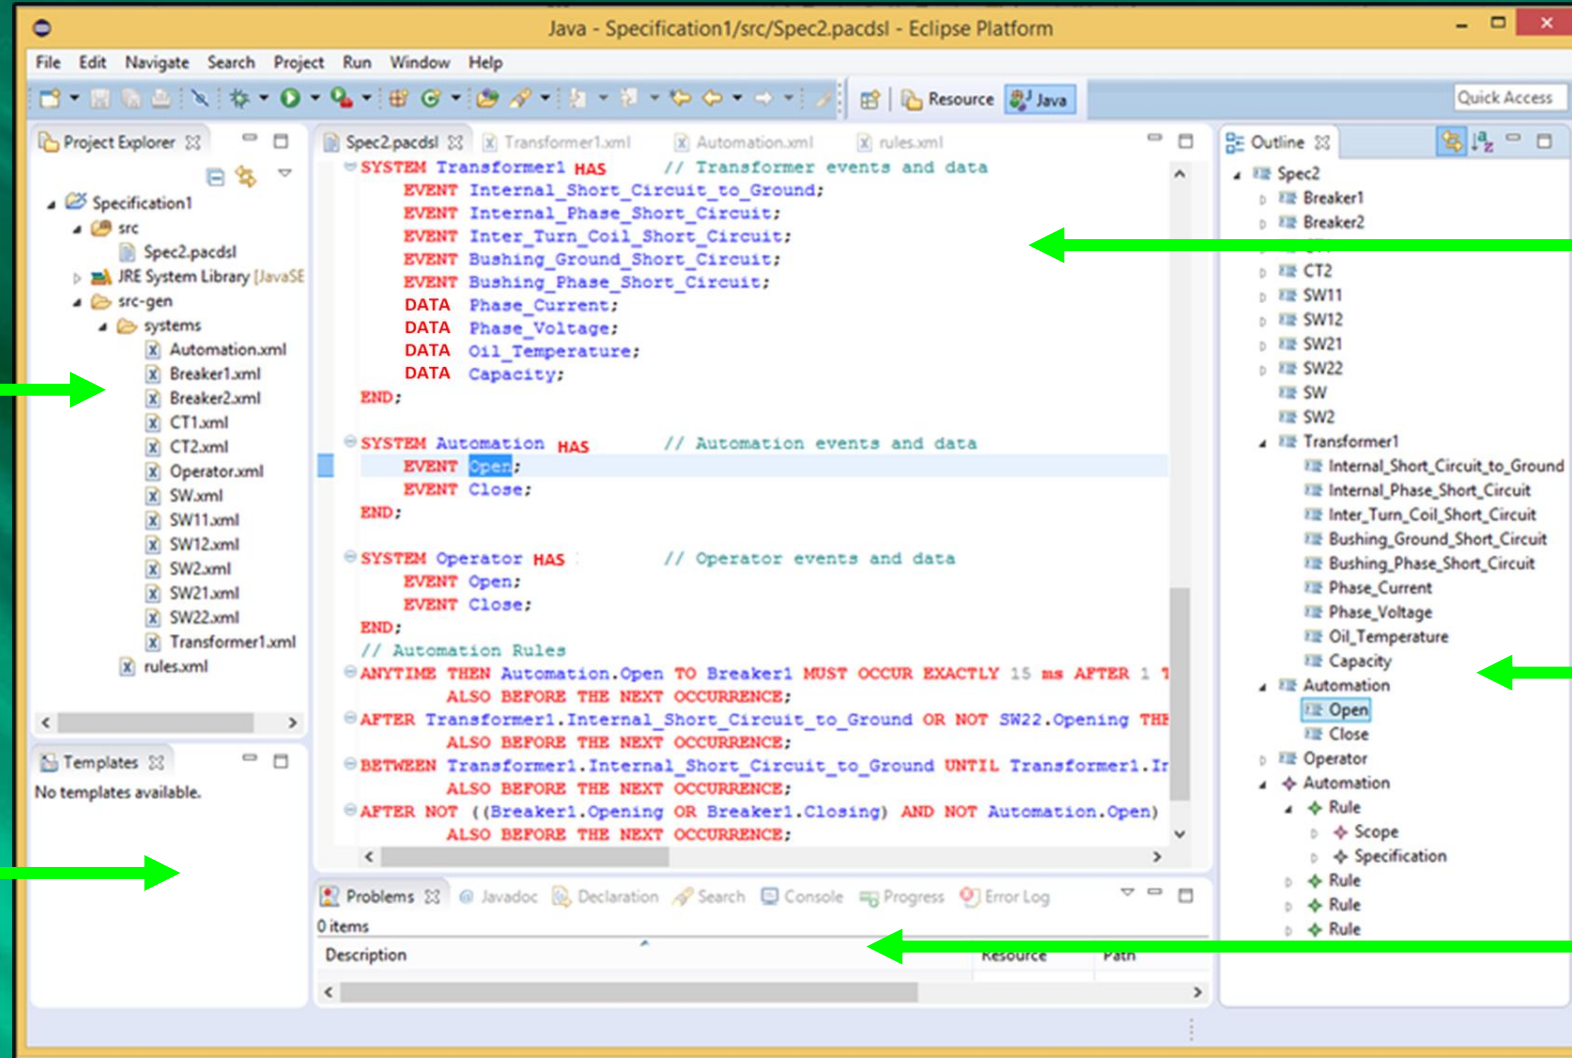 Java - Specification1/src/Spec2.pacdsl - Eclipse Platform
File Edit Navigate Search Project Run Window Help
Resource Java
Quick Access
Project Explorer
Specification1
src
Spec2.pacdsl
JRE System Library [JavaSE
src-gen
systems
Automation.xml
Breaker1.xml
Breaker2.xml
CT1.xml
CT2.xml
Operator.xml
SW.xml
SW11.xml
SW12.xml
SW2.xml
SW21.xml
SW22.xml
Transformer1.xml
rules.xml
Templates
No templates available.
Spec2.pacdsl Transformer1.xml Automation.xml rules.xml
SYSTEM Transformer1 HAS // Transformer events and data
EVENT Internal_Short_Circuit_to_Ground;
EVENT Internal_Phase_Short_Circuit;
EVENT Inter_Turn_Coil_Short_Circuit;
EVENT Bushing_Ground_Short_Circuit;
EVENT Bushing_Phase_Short_Circuit;
DATA Phase_Current;
DATA Phase_Voltage;
DATA Oil_Temperature;
DATA Capacity;
END;
SYSTEM Automation HAS // Automation events and data
EVENT Open;
EVENT Close;
END;
SYSTEM Operator HAS // Operator events and data
EVENT Open;
EVENT Close;
END;
// Automation Rules
ANYTIME THEN Automation.Open TO Breaker1 MUST OCCUR EXACTLY 15 ms AFTER 1
ALSO BEFORE THE NEXT OCCURRENCE;
AFTER Transformer1.Internal_Short_Circuit_to_Ground OR NOT SW22.Opening THE
ALSO BEFORE THE NEXT OCCURRENCE;
BETWEEN Transformer1.Internal_Short_Circuit_to_Ground UNTIL Transformer1.Ir
ALSO BEFORE THE NEXT OCCURRENCE;
AFTER NOT ((Breaker1.Opening OR Breaker1.Closing) AND NOT Automation.Open)
ALSO BEFORE THE NEXT OCCURRENCE;
Problems @ Javadoc Declaration Search Console Progress Error Log
0 items
Description Resource Path
Outline
Spec2
Breaker1
Breaker2
CT2
SW11
SW12
SW21
SW22
SW
SW2
Transformer1
Internal_Short_Circuit_to_Ground
Internal_Phase_Short_Circuit
Inter_Turn_Coil_Short_Circuit
Bushing_Ground_Short_Circuit
Bushing_Phase_Short_Circuit
Phase_Current
Phase_Voltage
Oil_Temperature
Capacity
Automation
Open
Close
Operator
Automation
Rule
Scope
Specification
Rule
Rule
Rule